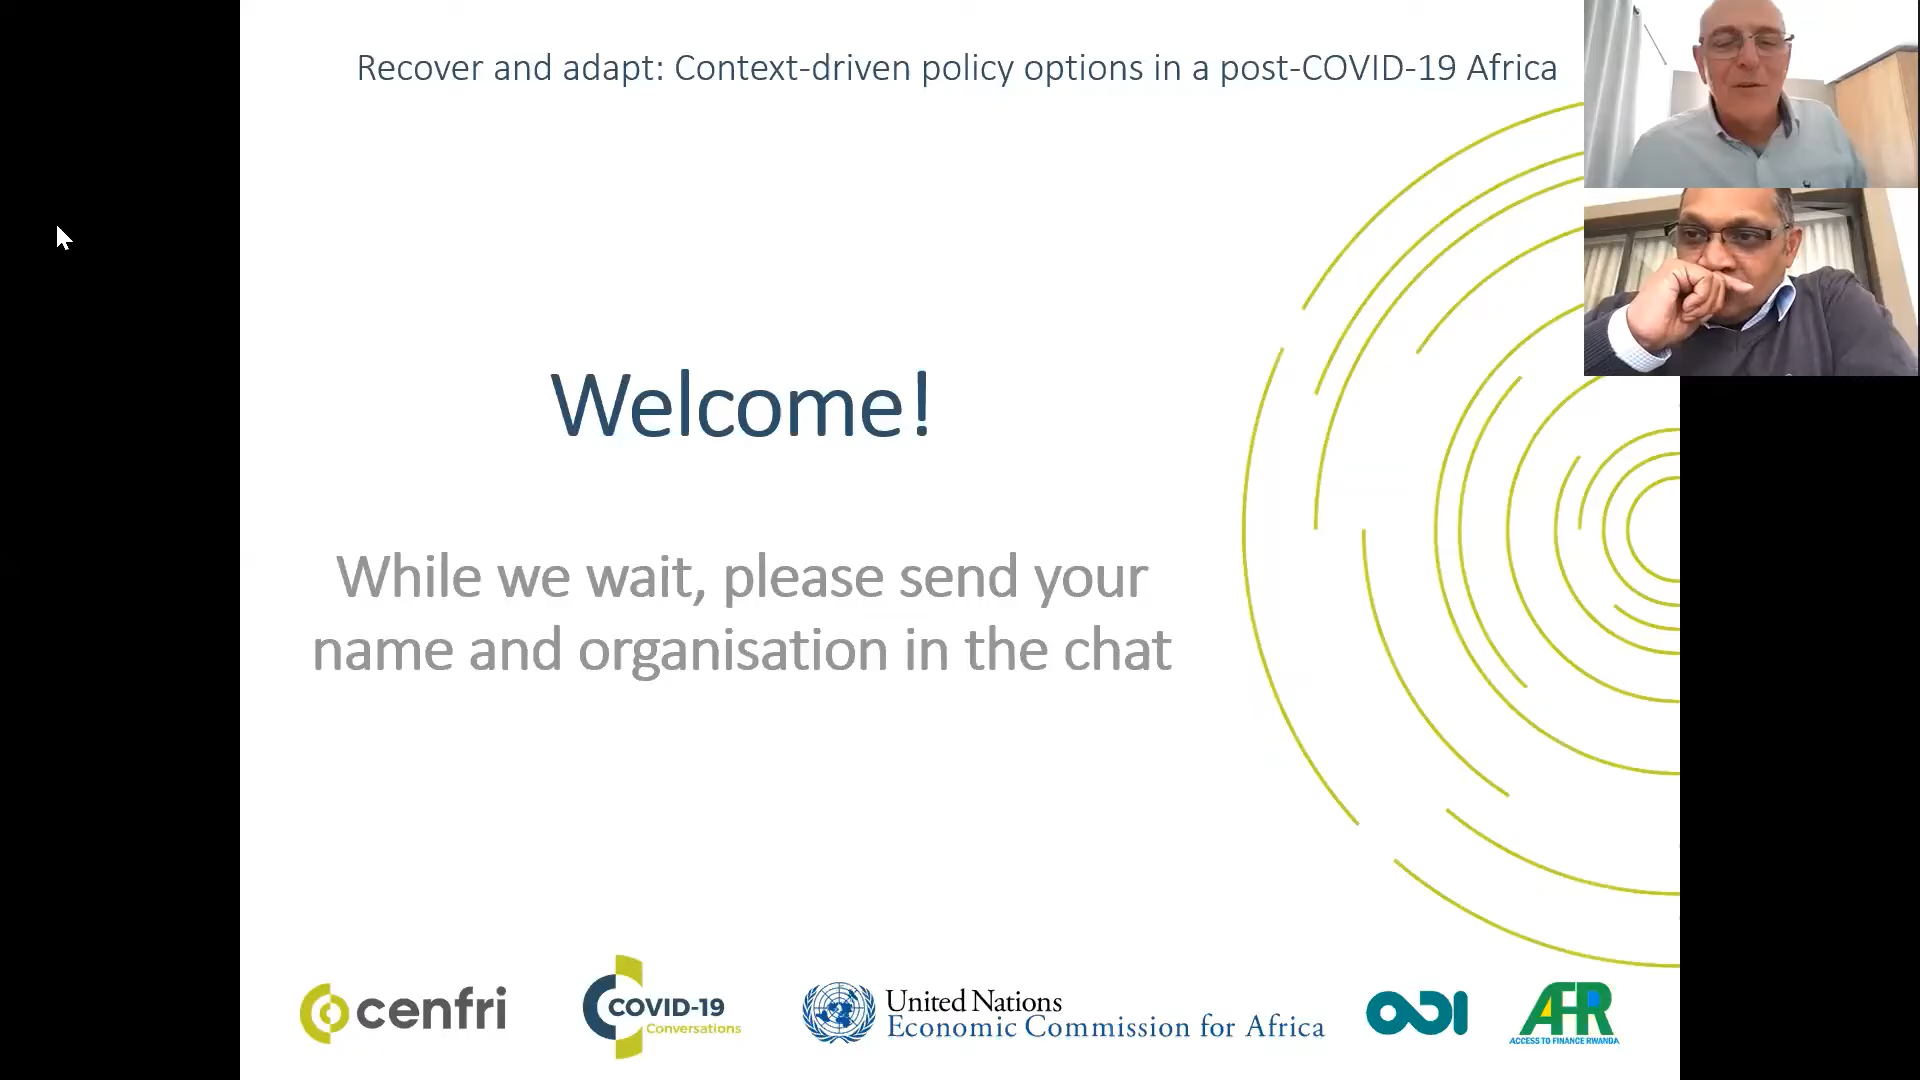 Recover and adapt: Context-driven policy options in a post-COVID-19 Africa
Welcome!
While we wait, please send your
name and organisation in the chat
cenfri
COVID-19
Conversations
United Nations
Economic Commission for Africa
ODI
AFR
ACCESS TO FINANCE RWANDA